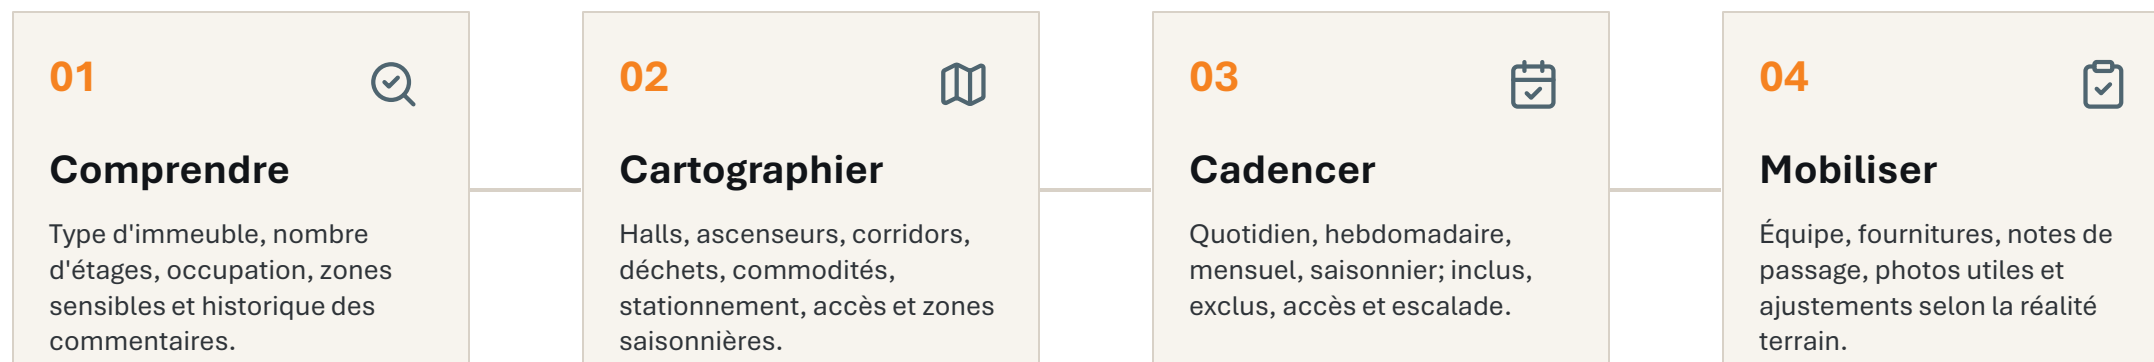 01
Comprendre
Type d'immeuble, nombre
d'étages, occupation, zones
sensibles et historique des
commentaires.
02
Cartographier
Halls, ascenseurs, corridors,
déchets, commodités,
stationnement, accès et zones
saisonnières.
03
Cadencer
Quotidien, hebdomadaire,
mensuel, saisonnier; inclus,
exclus, accès et escalade.
04
Mobiliser
Équipe, fournitures, notes de
passage, photos utiles et
ajustements selon la réalité
terrain.